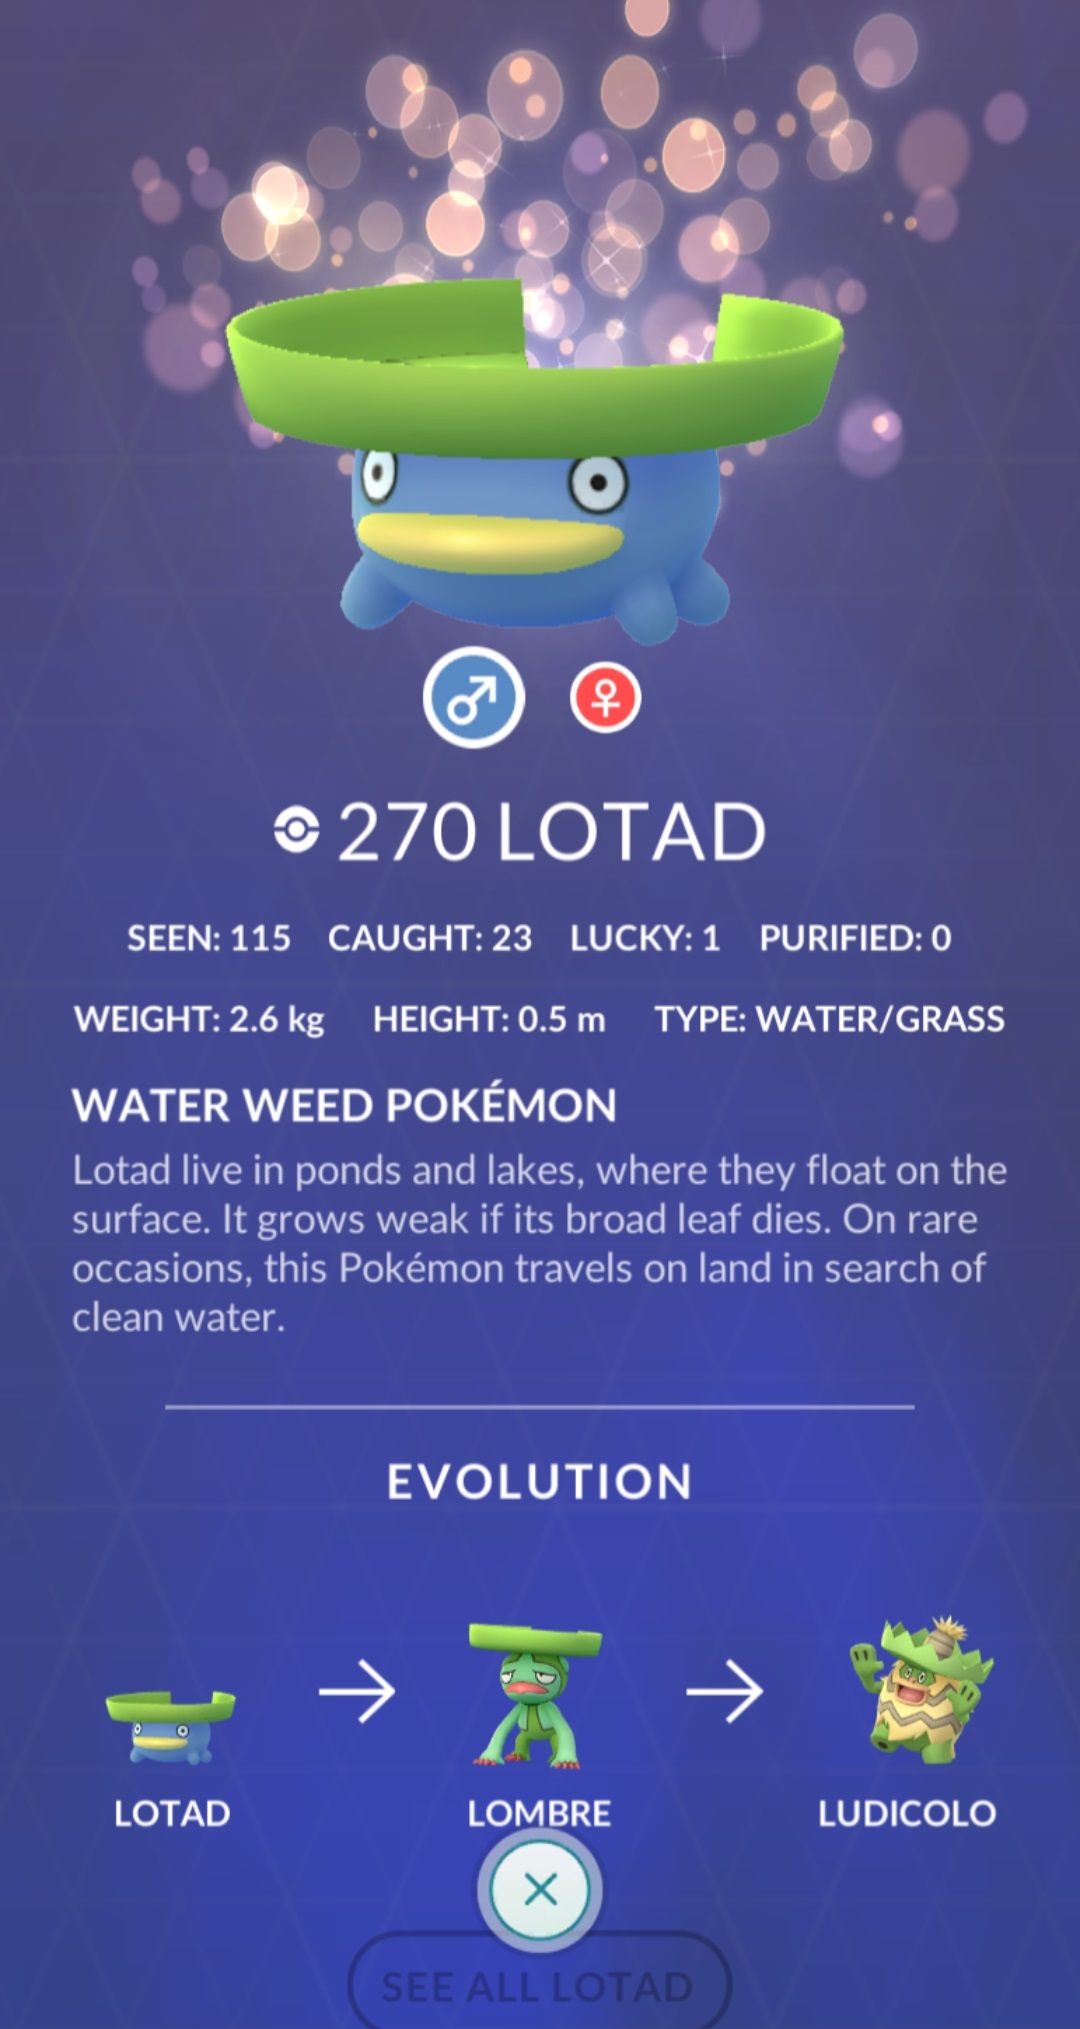 270 LOTAD
SEEN: 115 CAUGHT: 23 LUCKY: 1 PURIFIED: 0
WEIGHT: 2.6 kg HEIGHT: 0.5 m TYPE: WATER/GRASS
WATER WEED POKÉMON
Lotad live in ponds and lakes, where they float on the
surface. It grows weak if its broad leaf dies. On rare
occasions, this Pokémon travels on land in search of
clean water.
EVOLUTION
LOTAD LOMBRE LUDICOLO
SEE ALL LOTAD